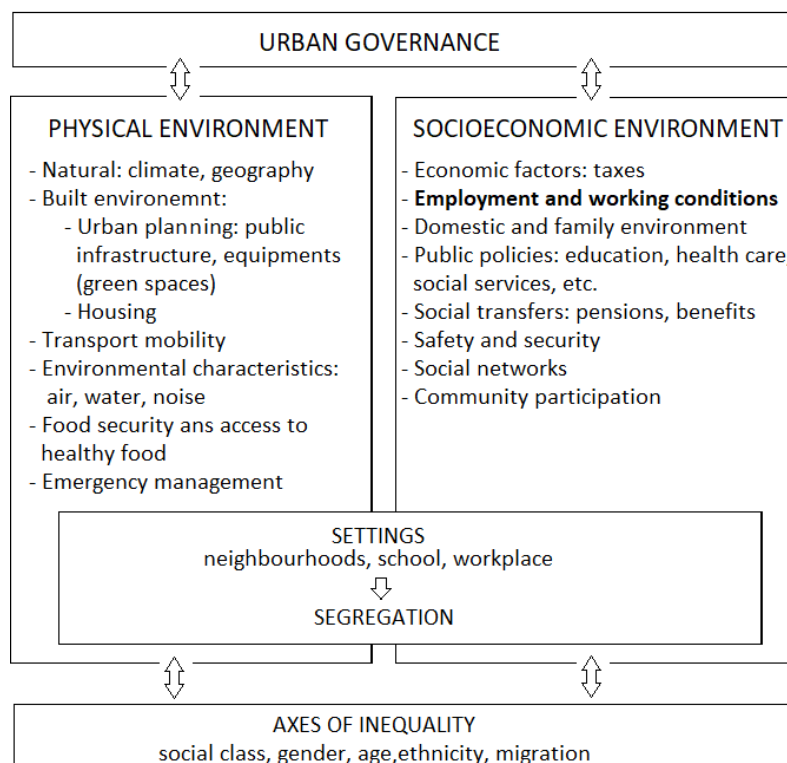 URBAN GOVERNANCE
PHYSICAL ENVIRONMENT
- Natural: climate, geography
- Built environemnt:
- Urban planning: public
infrastructure, equipments
(green spaces)
- Housing
- Transport mobility
- Environmental characteristics:
air, water, noise
- Food security ans access to
healthy food
- Emergency management
SOCIOECONOMIC ENVIRONMENT
- Economic factors: taxes
- Employment and working conditions
- Domestic and family environment
- Public policies: education, health care,
social services, etc.
- Social transfers: pensions, benefits
- Safety and security
- Social networks
- Community participation
SETTINGS
neighbourhoods, school, workplace
SEGREGATION
AXES OF INEQUALITY
social class, gender, age,ethnicity, migration